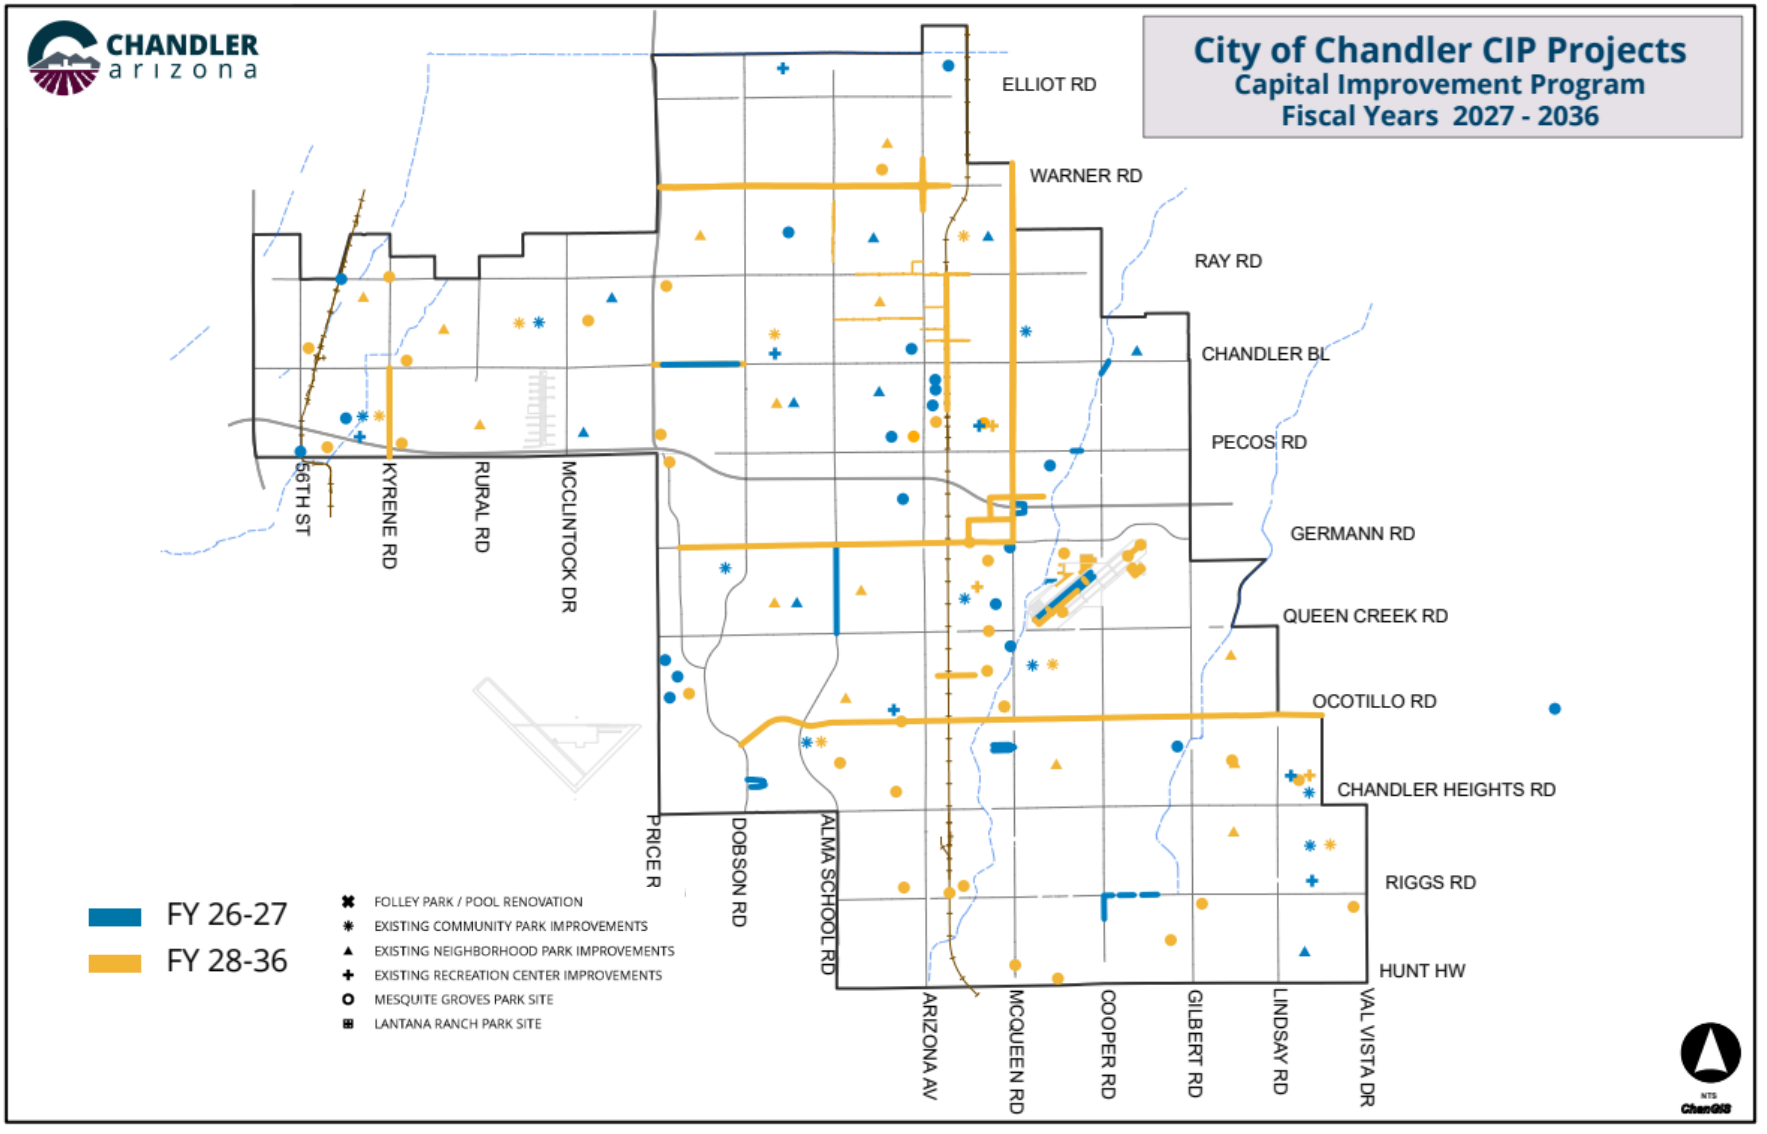 CHANDLER
arizona
City of Chandler CIP Projects
Capital Improvement Program
Fiscal Years 2027 - 2036
ELLIOT RD
WARNER RD
RAY RD
CHANDLER BL
PECOS RD
GERMANN RD
QUEEN CREEK RD
OCOTILLO RD
CHANDLER HEIGHTS RD
RIGGS RD
HUNT HW
56TH ST
KYRENE RD
RURAL RD
MCCLINTOCK DR
PRICE R
DOBSON RD
ALMA SCHOOL RD
ARIZONA AV
MCQUEEN RD
COOPER RD
GILBERT RD
LINDSAY RD
VAL VISTA DR
FY 26-27
FY 28-36
FOLLEY PARK / POOL RENOVATION
EXISTING COMMUNITY PARK IMPROVEMENTS
EXISTING NEIGHBORHOOD PARK IMPROVEMENTS
EXISTING RECREATION CENTER IMPROVEMENTS
MESQUITE GROVES PARK SITE
LANTANA RANCH PARK SITE
NTS
ChanGIS